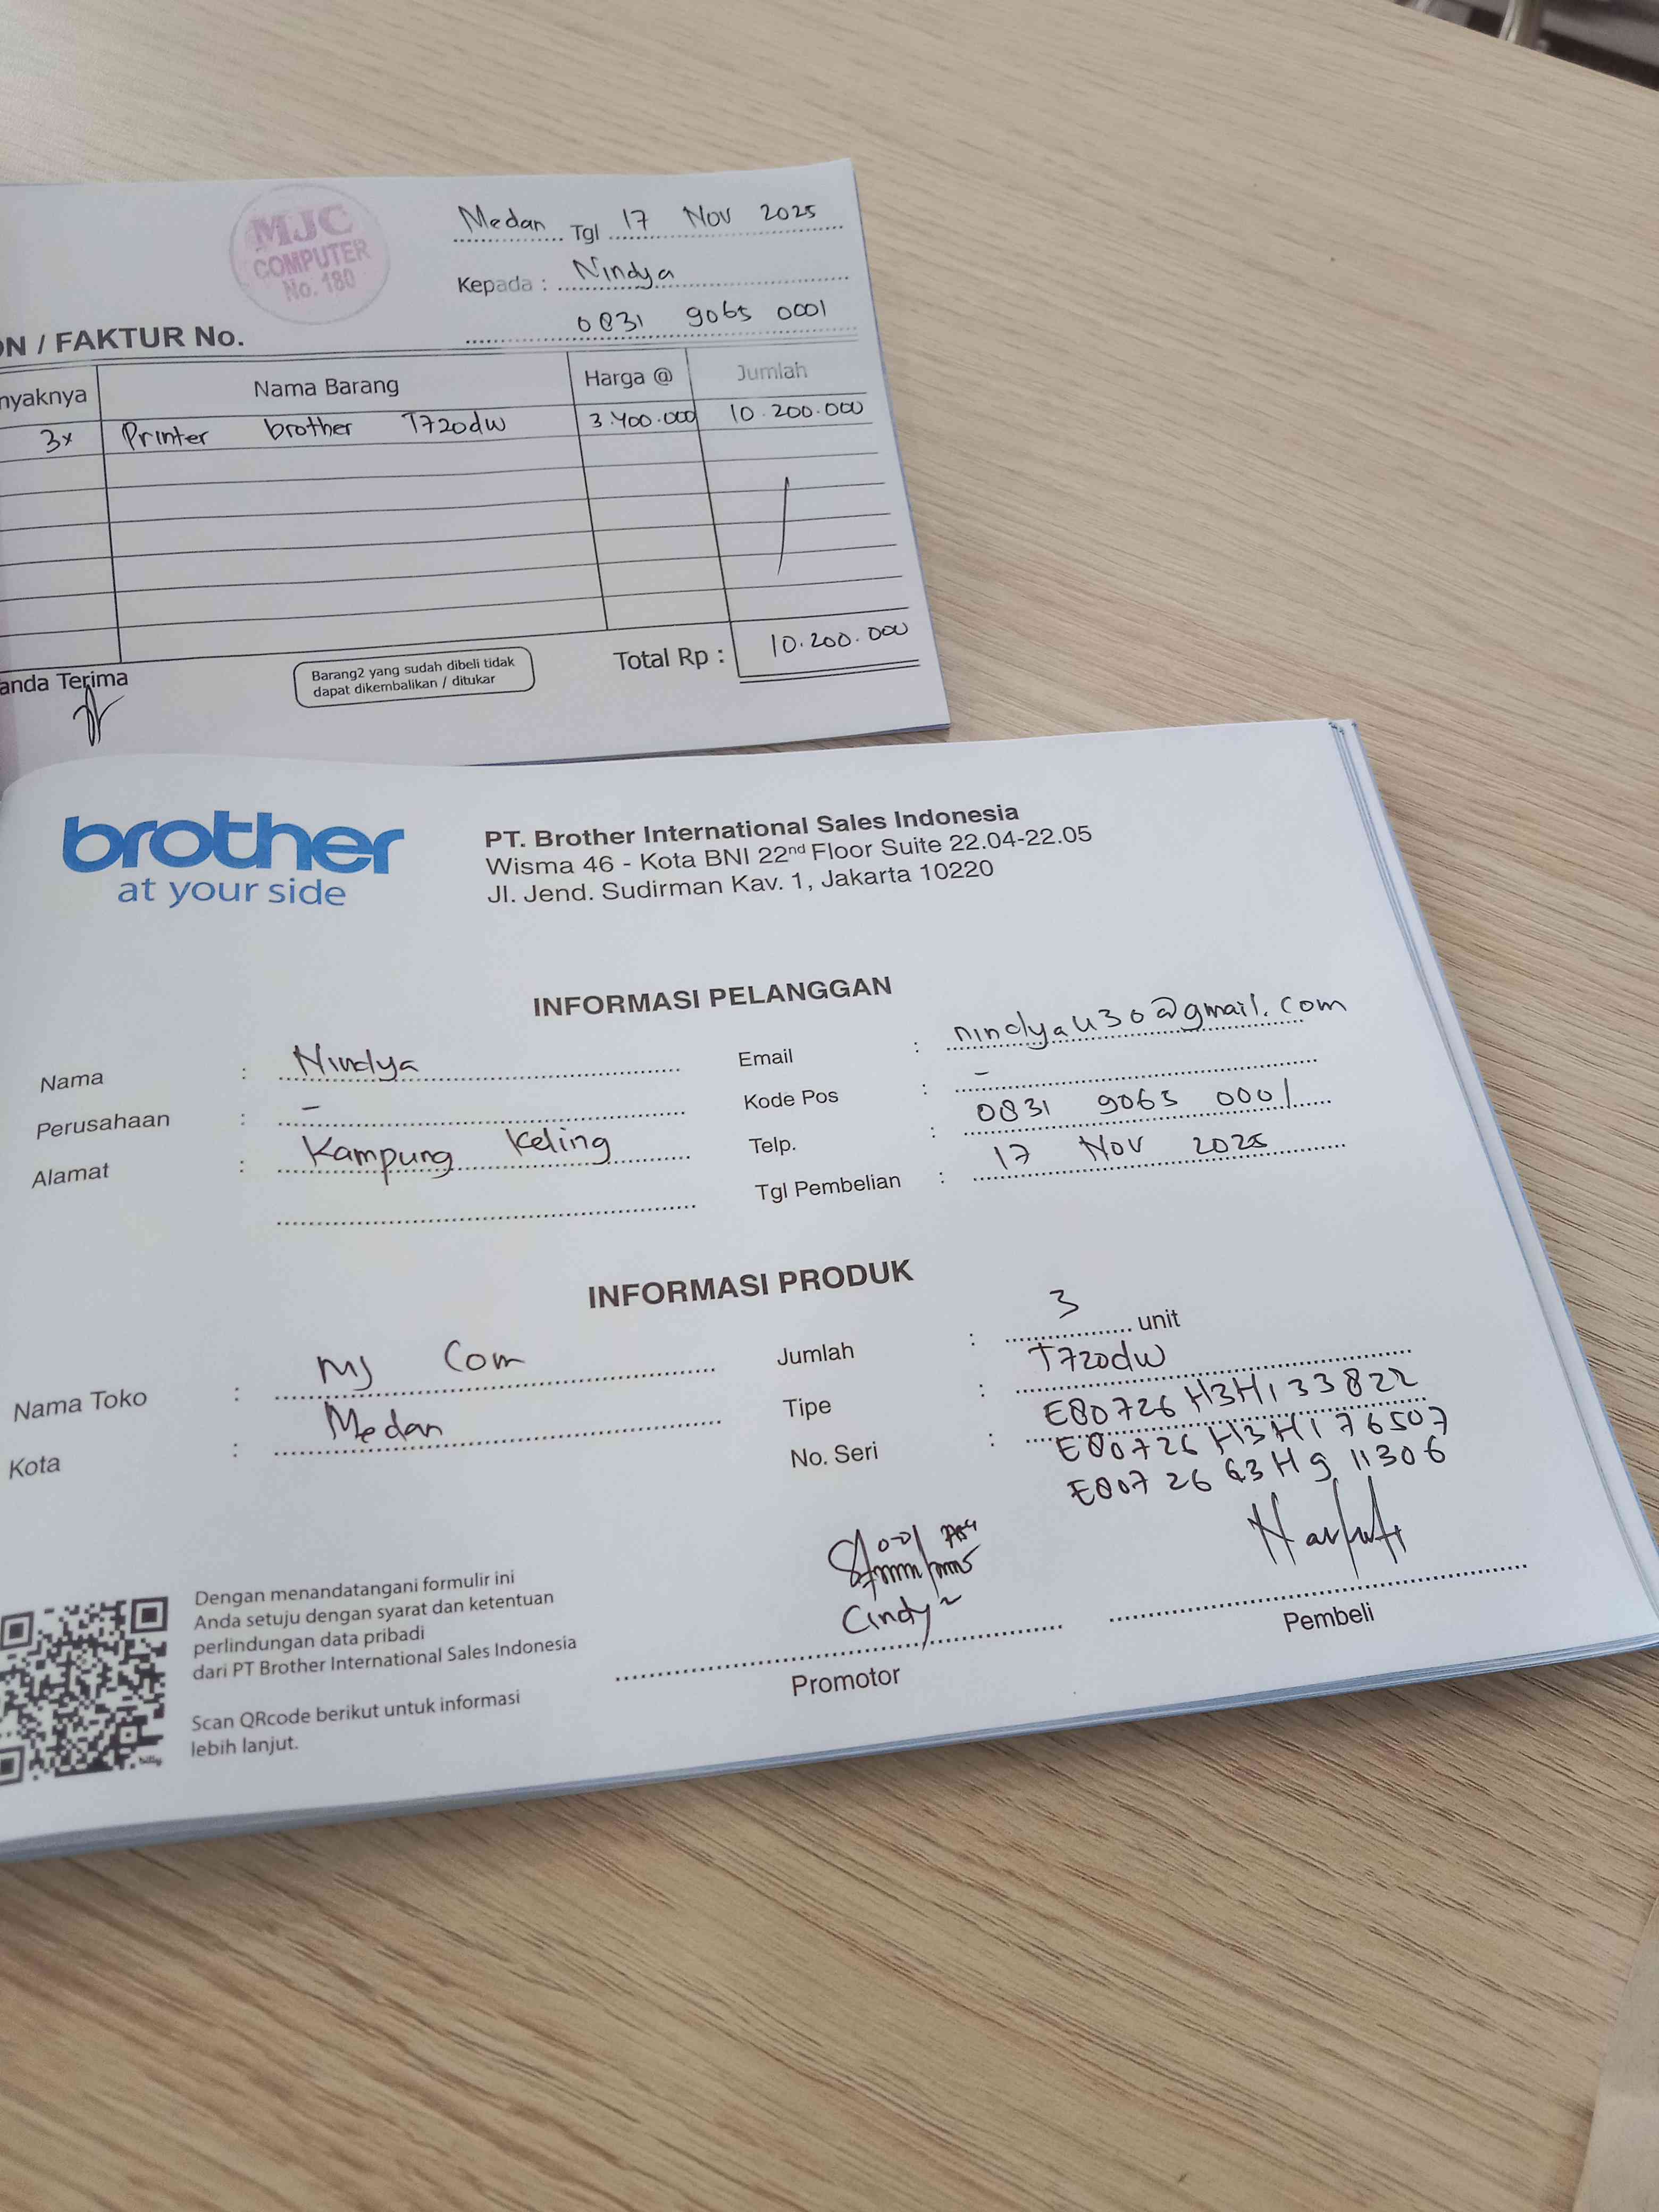 MJC
COMPUTER
No. 180
Medan Tgl 17 Nov 2025
Kepada : Nindya
0831 9065 0001
ON / FAKTUR No.
nyaknya Nama Barang Harga @ Jumlah
3x Printer brother T720dw 3.400.000 10.200.000
Total Rp : 10.200.000
anda Terima
Barang2 yang sudah dibeli tidak
dapat dikembalikan / ditukar
brother
at your side
PT. Brother International Sales Indonesia
Wisma 46 - Kota BNI 22nd Floor Suite 22.04-22.05
Jl. Jend. Sudirman Kav. 1, Jakarta 10220
INFORMASI PELANGGAN
Nama : Nindya
Perusahaan : -
Alamat : Kampung Keling
Email : nindyau30@gmail.com
Kode Pos : -
Telp. : 0831 9065 0001
Tgl Pembelian : 17 Nov 2025
INFORMASI PRODUK
Nama Toko : MJ Com
Kota : Medan
Jumlah : 3 unit
Tipe : T720dw
No. Seri : E80726H3H133822
E80726H3H176507
E80726G3H911306
Dengan menandatangani formulir ini
Anda setuju dengan syarat dan ketentuan
perlindungan data pribadi
dari PT Brother International Sales Indonesia
Scan QRcode berikut untuk informasi
lebih lanjut.
Cindy
Promotor
Pembeli